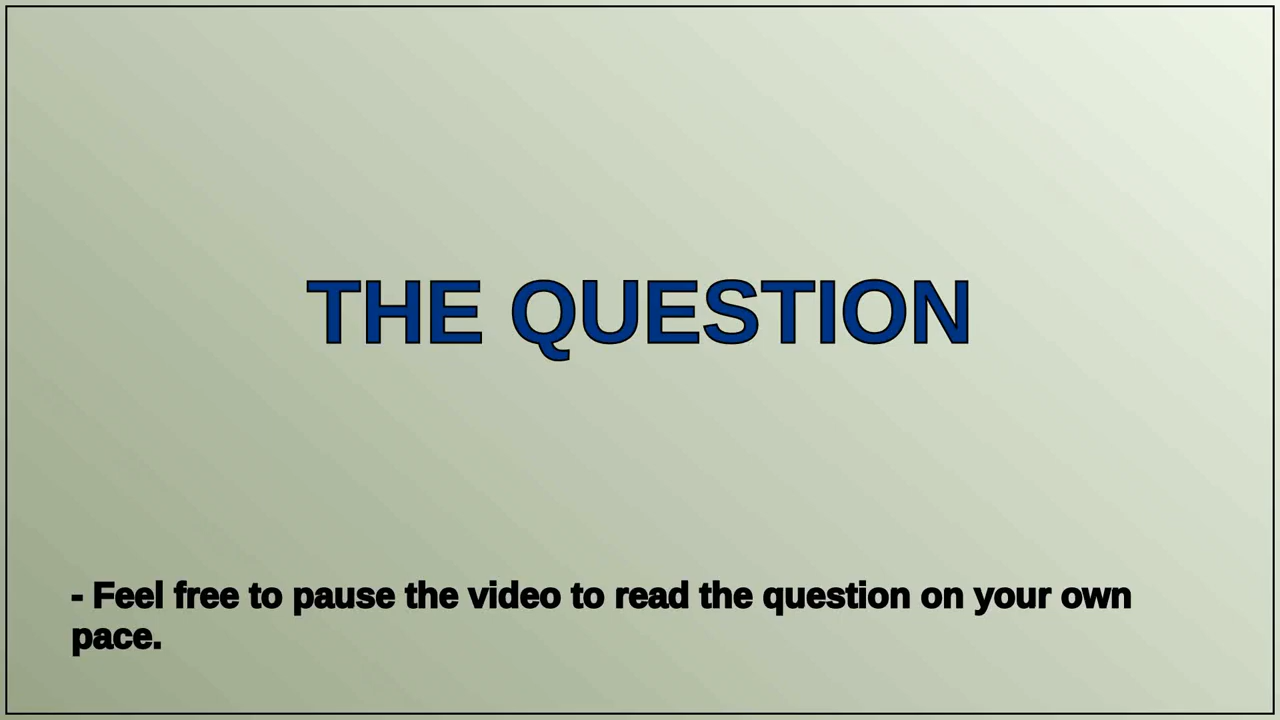 THE QUESTION
- Feel free to pause the video to read the question on your own
pace.